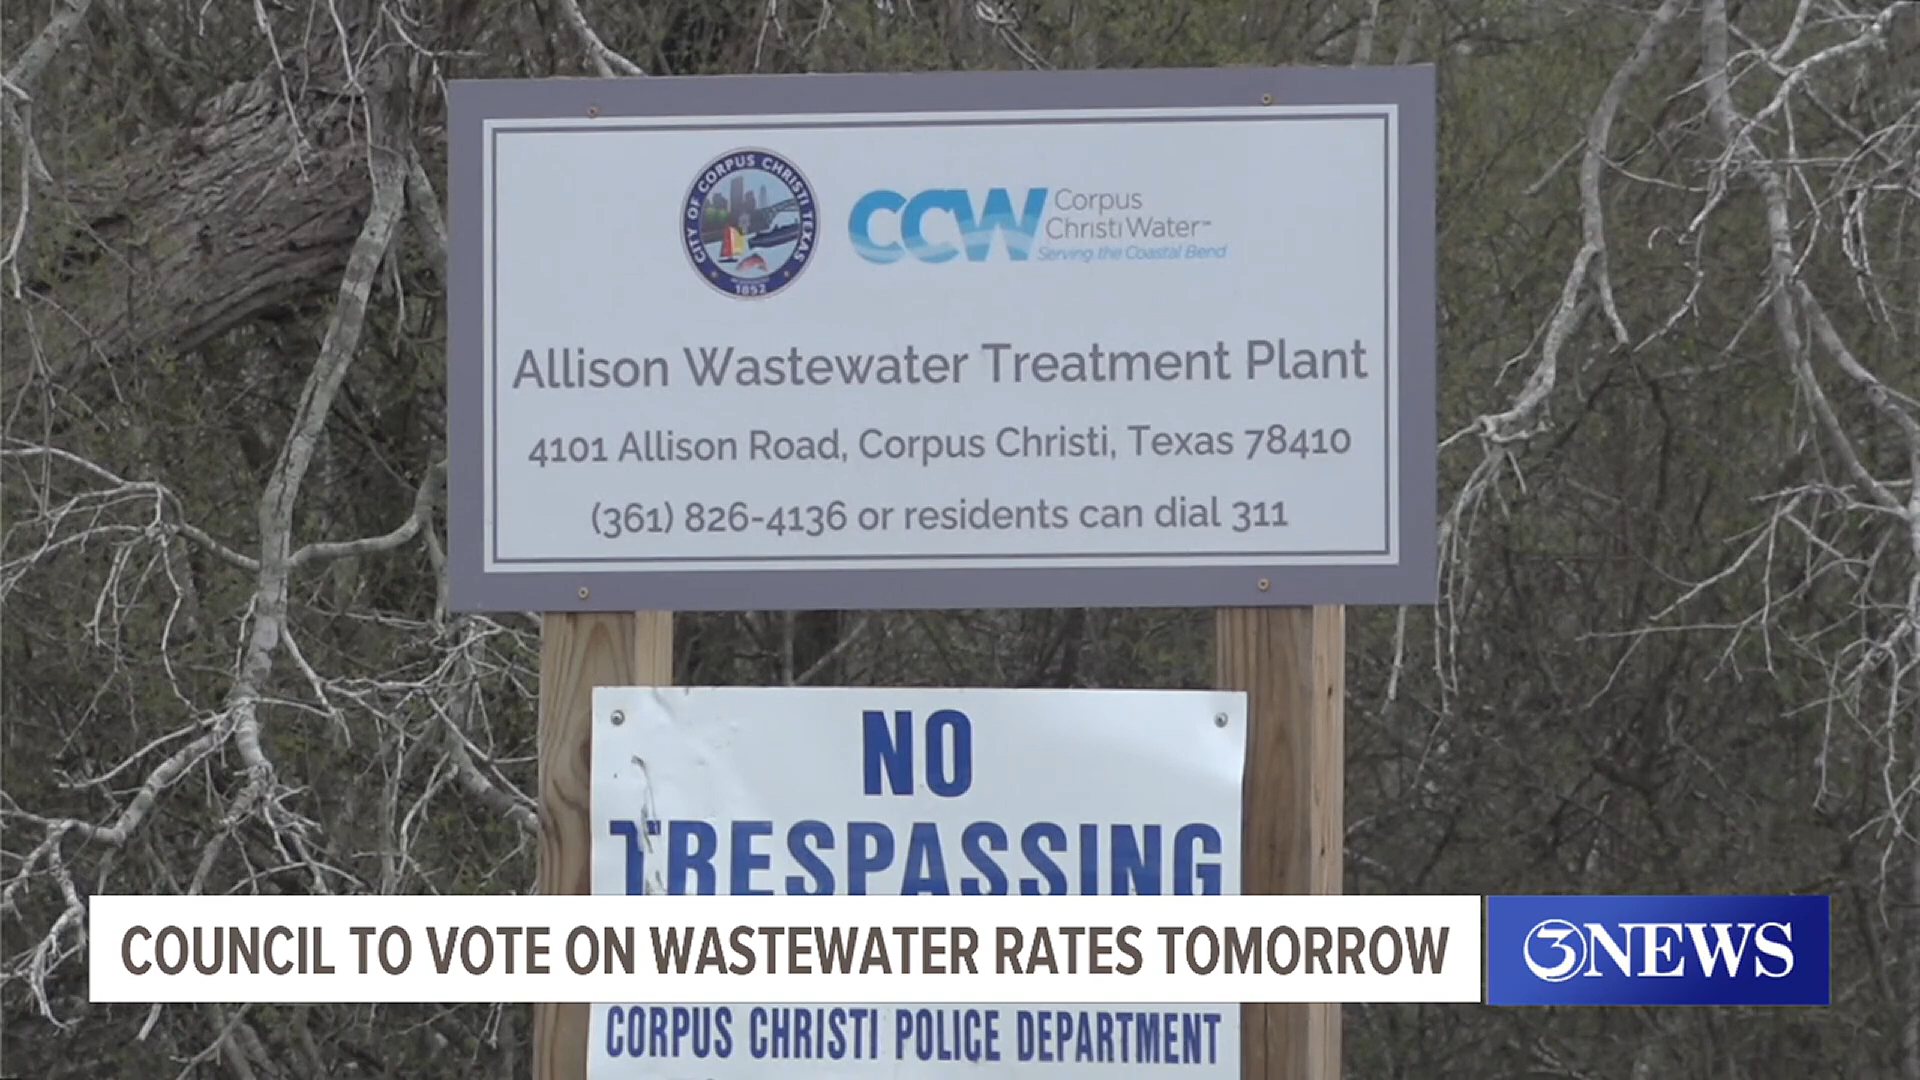 CITY OF CORPUS CHRISTI TEXAS
1852
CCW
Corpus
Christi Water™
Serving the Coastal Bend
Allison Wastewater Treatment Plant
4101 Allison Road, Corpus Christi, Texas 78410
(361) 826-4136 or residents can dial 311
NO
TRESPASSING
COUNCIL TO VOTE ON WASTEWATER RATES TOMORROW
3NEWS
CORPUS CHRISTI POLICE DEPARTMENT